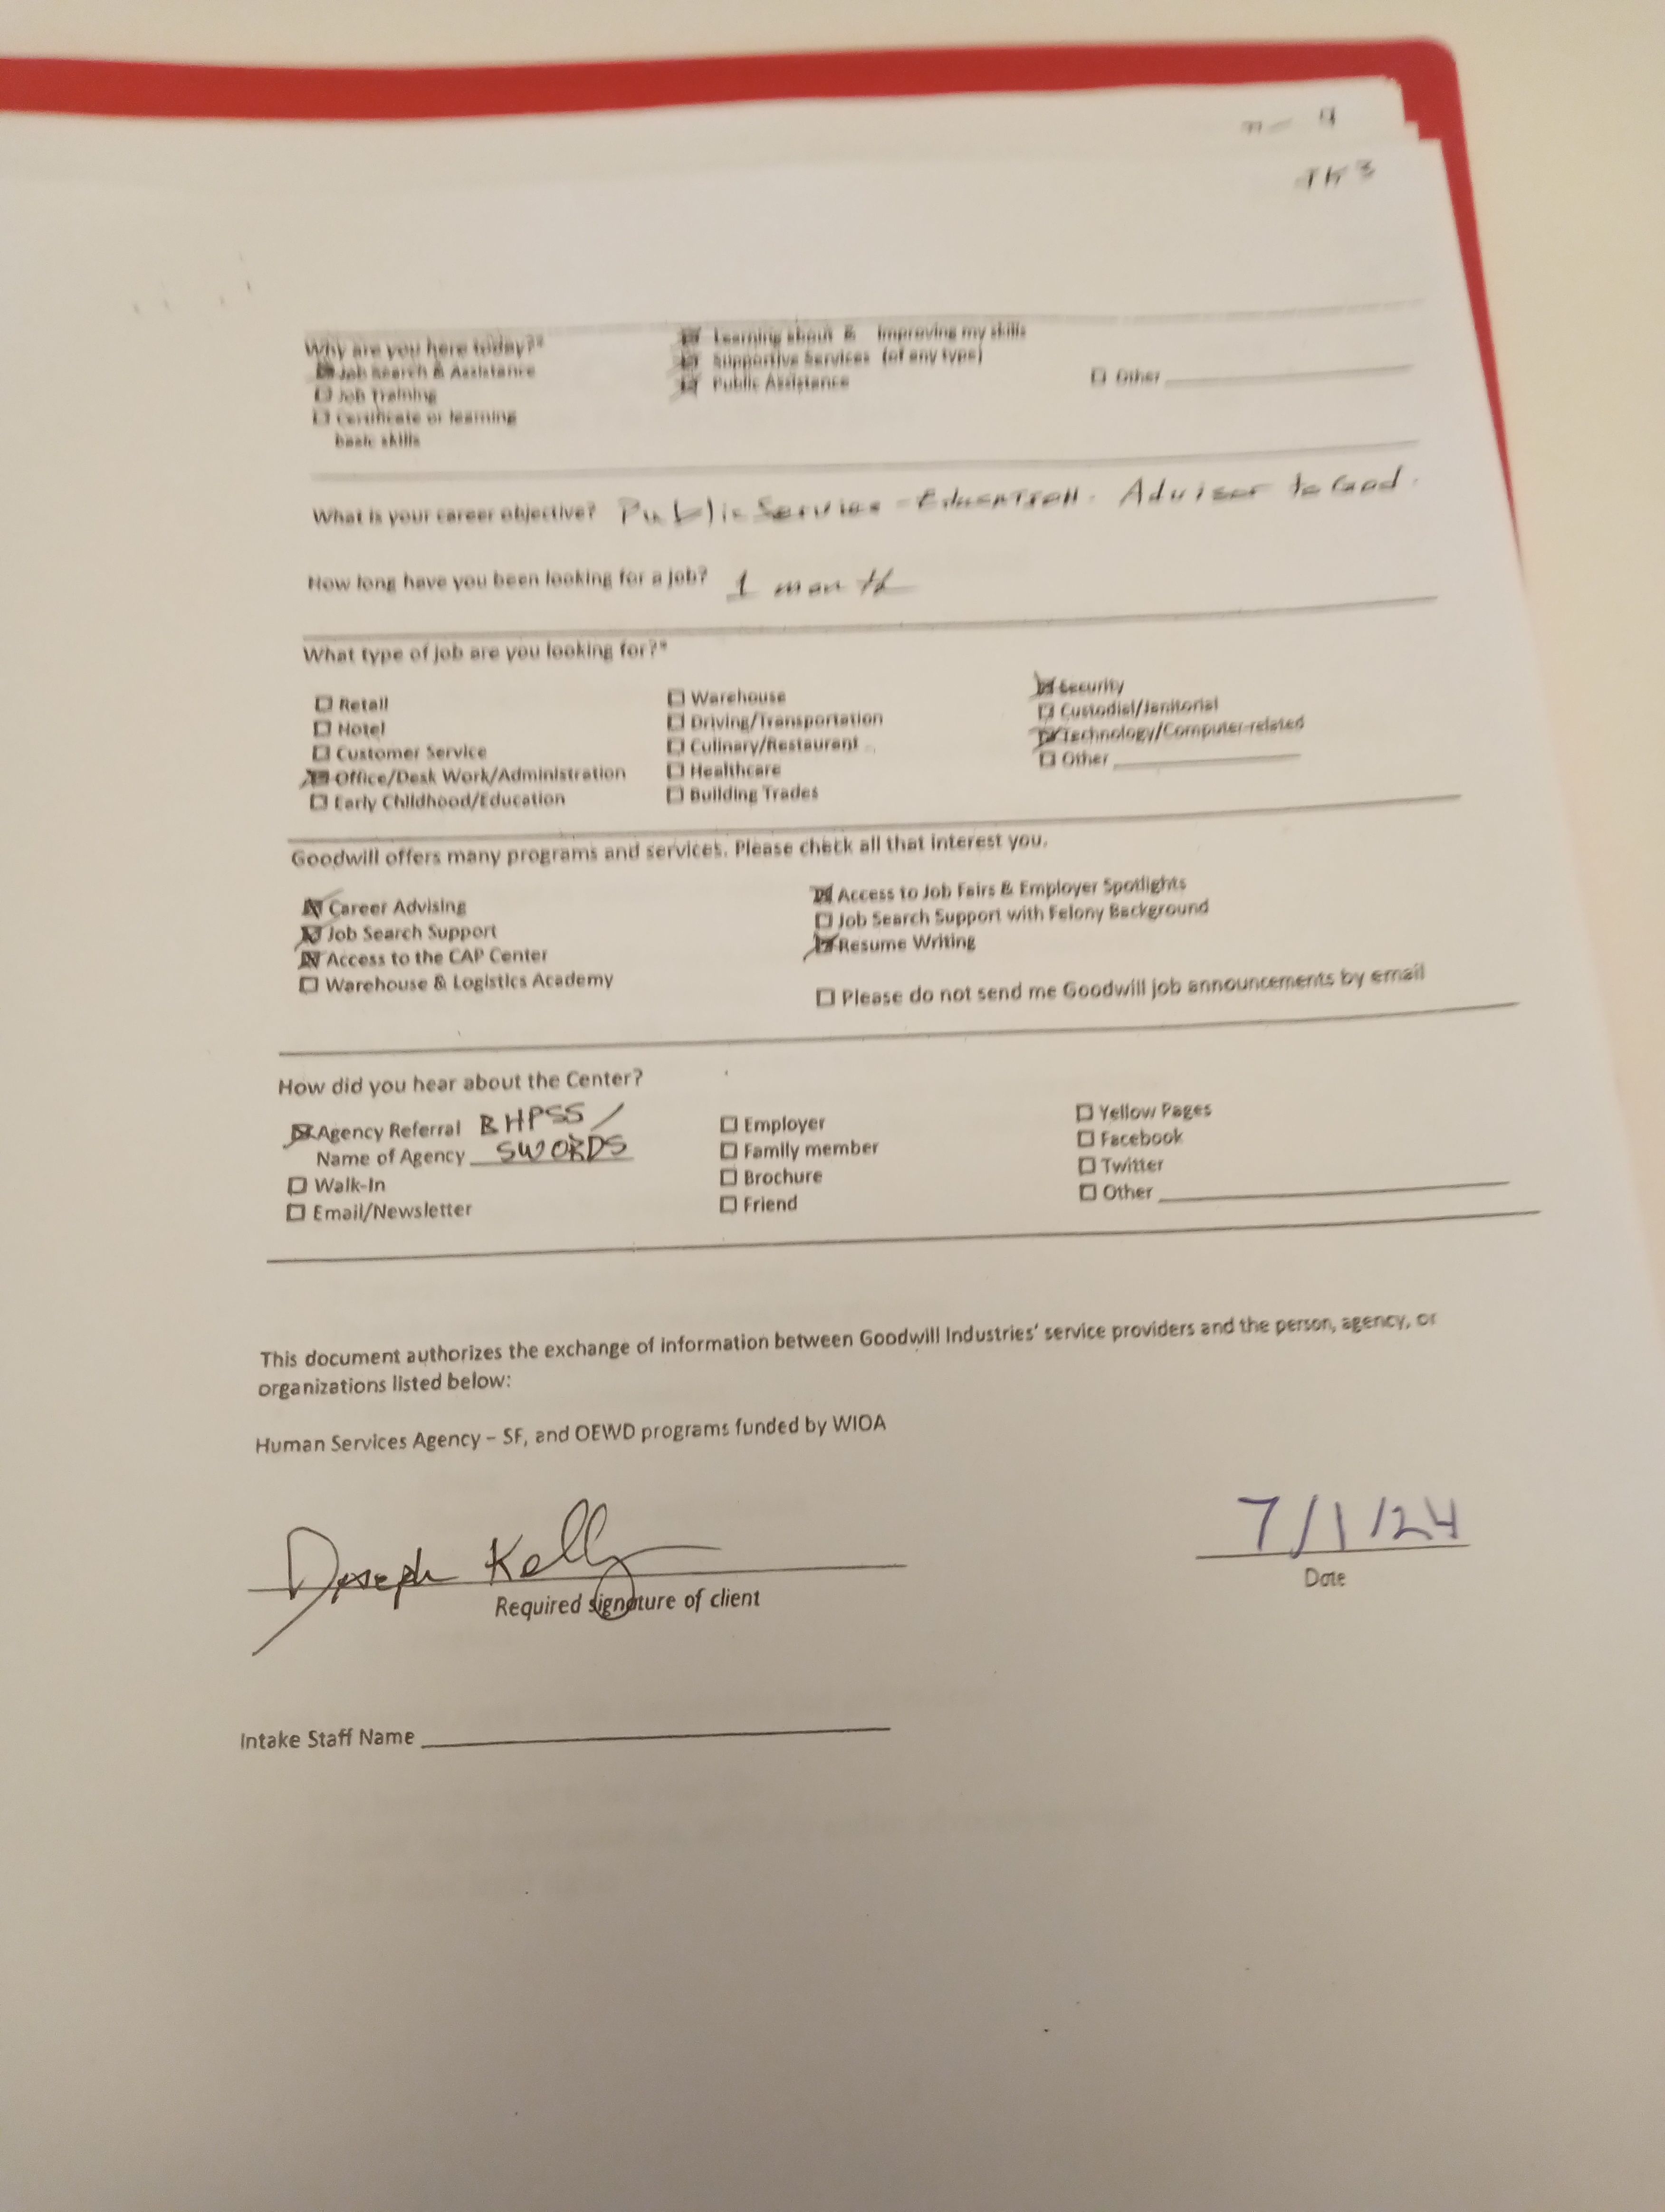 Why are you here today?*
☒ Job Search & Assistance
☐ Job Training
☐ Certificate or learning
basic skills
☒ Learning about & improving my skills
☒ Supportive Services (of any type)
☒ Public Assistance
☐ Other
What is your career objective? Public Services - Education. Adviser to God.
How long have you been looking for a job? 1 month
What type of job are you looking for?*
☐ Retail
☐ Hotel
☐ Customer Service
☒ Office/Desk Work/Administration
☐ Early Childhood/Education
☐ Warehouse
☐ Driving/Transportation
☐ Culinary/Restaurant
☐ Healthcare
☐ Building Trades
☒ Security
☐ Custodial/Janitorial
☒ Technology/Computer-related
☐ Other
Goodwill offers many programs and services. Please check all that interest you.
☒ Career Advising
☒ Job Search Support
☒ Access to the CAP Center
☐ Warehouse & Logistics Academy
☒ Access to Job Fairs & Employer Spotlights
☐ Job Search Support with Felony Background
☒ Resume Writing
☐ Please do not send me Goodwill job announcements by email
How did you hear about the Center?
☒ Agency Referral BHPSS/
Name of Agency SWORDS
☐ Walk-In
☐ Email/Newsletter
☐ Employer
☐ Family member
☐ Brochure
☐ Friend
☐ Yellow Pages
☐ Facebook
☐ Twitter
☐ Other
This document authorizes the exchange of information between Goodwill Industries' service providers and the person, agency, or
organizations listed below:
Human Services Agency – SF, and OEWD programs funded by WIOA
Joseph Kelly
Required signature of client
7/1/24
Date
Intake Staff Name